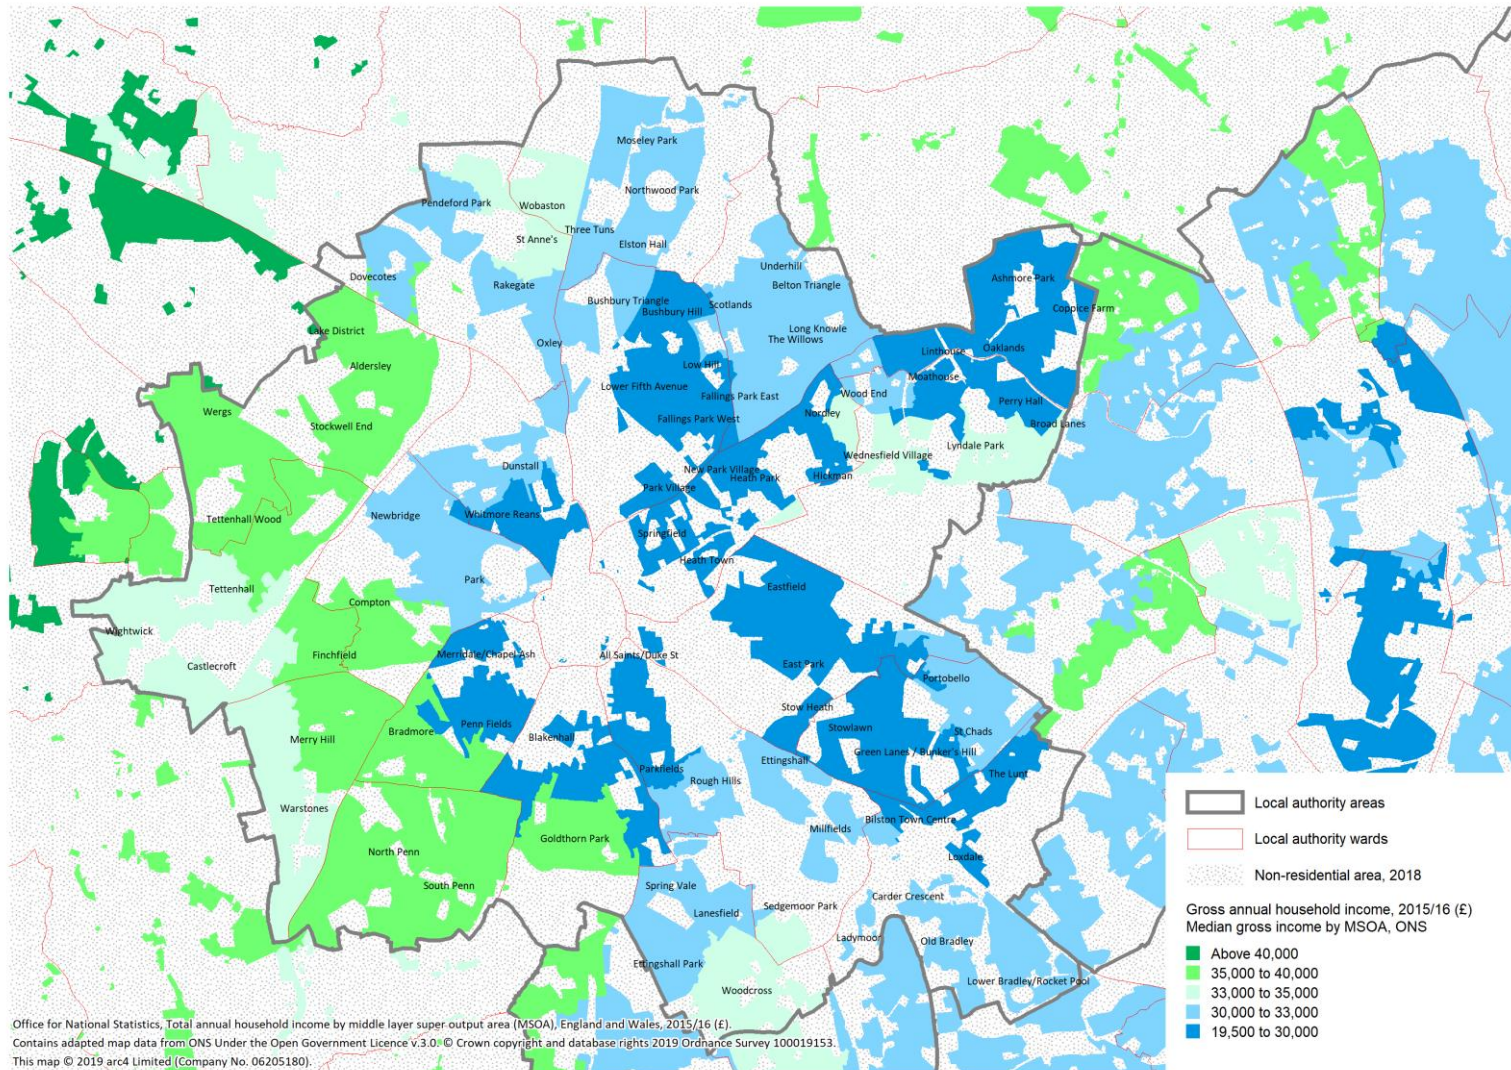 Moseley Park
Northwood Park
Pendeford Park
Wobaston
Three Tuns
St Anne's
Elston Hall
Underhill
Dovecotes
Rakegate
Belton Triangle
Ashmore Park
Bushbury Triangle
Scotlands
Bushbury Hill
Coppice Farm
Lake District
Long Knowle
Oxley
The Willows
Linthouse
Oaklands
Aldersley
Low Hill
Moathouse
Lower Fifth Avenue
Wood End
Fallings Park East
Perry Hall
Wergs
Nordley
Fallings Park West
Broad Lanes
Stockwell End
Lyndale Park
Wednesfield Village
Dunstall
New Park Village
Heath Park
Hickman
Park Village
Tettenhall Wood
Newbridge
Whitmore Reans
Springfield
Heath Town
Park
Eastfield
Tettenhall
Compton
Wightwick
Finchfield
Merridale/Chapel Ash
All Saints/Duke St
Castlecroft
East Park
Portobello
Stow Heath
Penn Fields
Stowlawn
St Chads
Bradmore
Merry Hill
Blakenhall
Green Lanes / Bunker's Hill
Ettingshall
Parkfields
The Lunt
Rough Hills
Warstones
Bilston Town Centre
Millfields
Goldthorn Park
North Penn
Loxdale
South Penn
Spring Vale
Carder Crescent
Sedgemoor Park
Lanesfield
Ladymoor
Old Bradley
Ettingshall Park
Lower Bradley/Rocket Pool
Woodcross
Local authority areas
Local authority wards
Non-residential area, 2018
Gross annual household income, 2015/16 (£)
Median gross income by MSOA, ONS
Above 40,000
35,000 to 40,000
33,000 to 35,000
30,000 to 33,000
19,500 to 30,000
Office for National Statistics, Total annual household income by middle layer super output area (MSOA), England and Wales, 2015/16 (£).
Contains adapted map data from ONS Under the Open Government Licence v.3.0. © Crown copyright and database rights 2019 Ordnance Survey 100019153.
This map © 2019 arc4 Limited (Company No. 06205180).